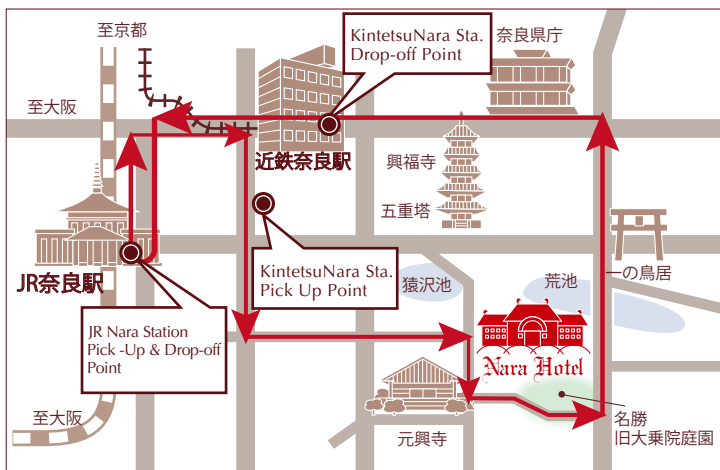 至京都
KintetsuNara Sta.
Drop-off Point
奈良県庁
至大阪
近鉄奈良駅
興福寺
五重塔
JR奈良駅
KintetsuNara Sta.
Pick Up Point
猿沢池
荒池
一の鳥居
JR Nara Station
Pick -Up & Drop-off
Point
Nara Hotel
至大阪
元興寺
名勝
旧大乗院庭園